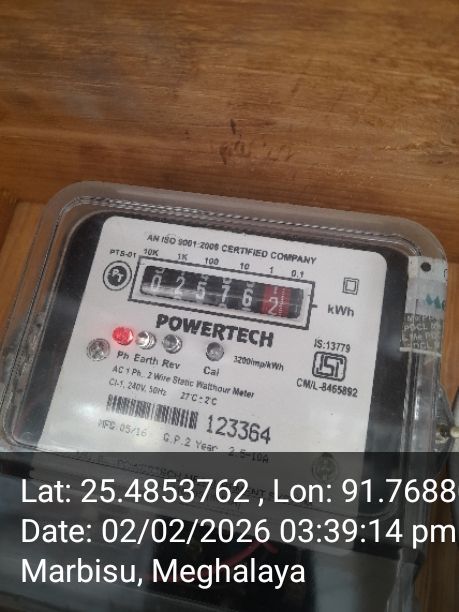 AN ISO 9001:2008 CERTIFIED COMPANY
PTS-01 10K 1K 100 10 1 0.1
0 2 5 7 6 2
kWh
POWERTECH
3200imp/kWh
Ph Earth Rev Cal
IS:13779
ISI
CM/L-8465892
AC 1 Ph., 2 Wire Static Watthour Meter
Cl-1, 240V, 50Hz 27°C±2°C
123364
MFG.05/16 G.P.2 Year 2.5-10A
Lat: 25.4853762 , Lon: 91.7688
Date: 02/02/2026 03:39:14 pm
Marbisu, Meghalaya